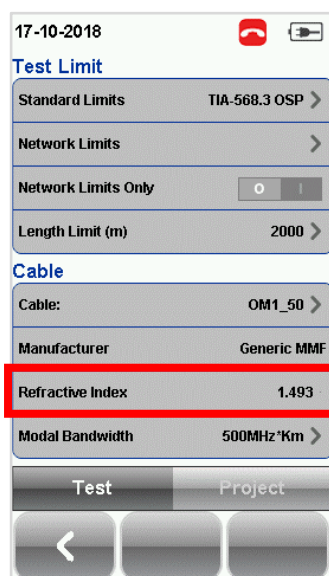 17-10-2018
Test Limit
Standard Limits TIA-568.3 OSP
Network Limits
Network Limits Only O I
Length Limit (m) 2000
Cable
Cable: OM1_50
Manufacturer Generic MMF
Refractive Index 1.493
Modal Bandwidth 500MHz*Km
Test Project